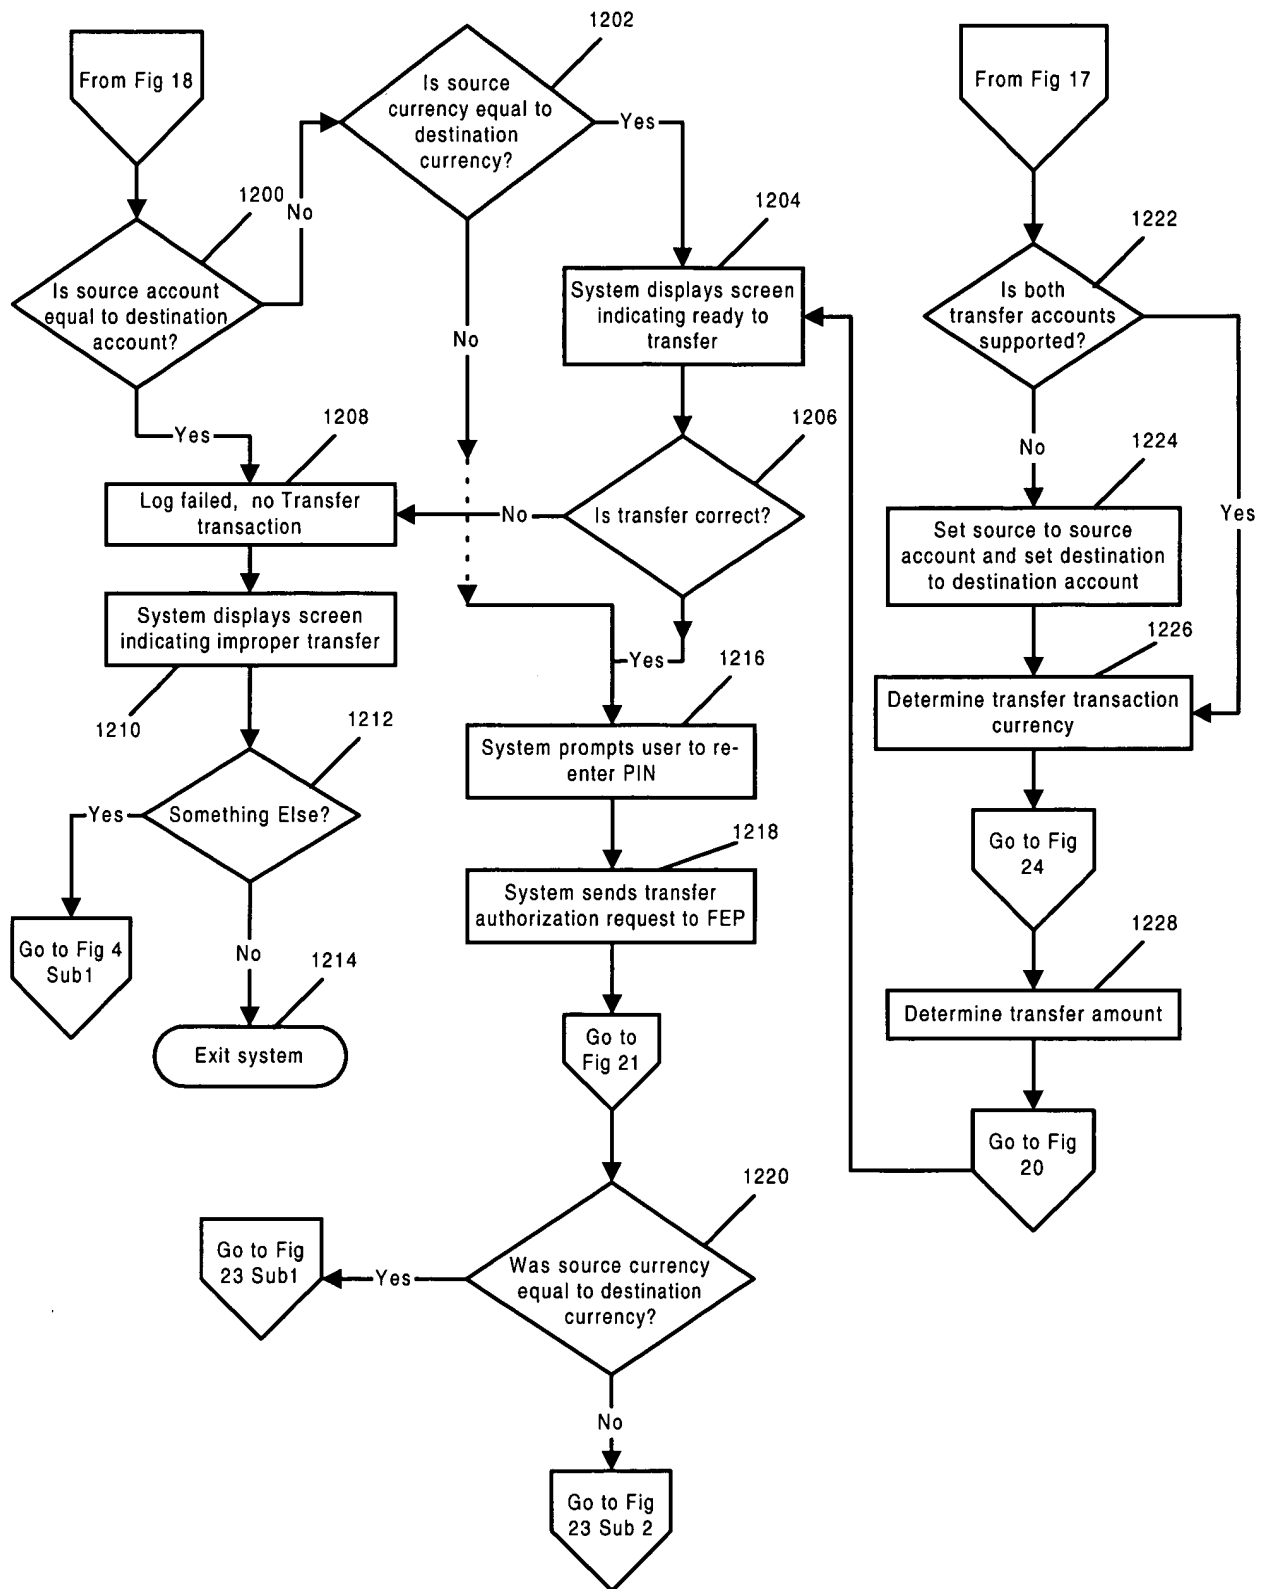 From Fig 18
1200
Is source account
equal to destination
account?
No
Yes
1202
Is source
currency equal to
destination
currency?
Yes
No
1204
System displays screen
indicating ready to
transfer
1206
Is transfer correct?
No
Yes
1208
Log failed, no Transfer
transaction
System displays screen
indicating improper transfer
1210
1212
Something Else?
Yes
Go to Fig 4
Sub1
No
1214
Exit system
1216
System prompts user to re-
enter PIN
1218
System sends transfer
authorization request to FEP
Go to
Fig 21
1220
Was source currency
equal to destination
currency?
Yes
Go to Fig
23 Sub1
No
Go to Fig
23 Sub 2
From Fig 17
1222
Is both
transfer accounts
supported?
No
Yes
1224
Set source to source
account and set destination
to destination account
1226
Determine transfer transaction
currency
Go to Fig
24
1228
Determine transfer amount
Go to Fig
20